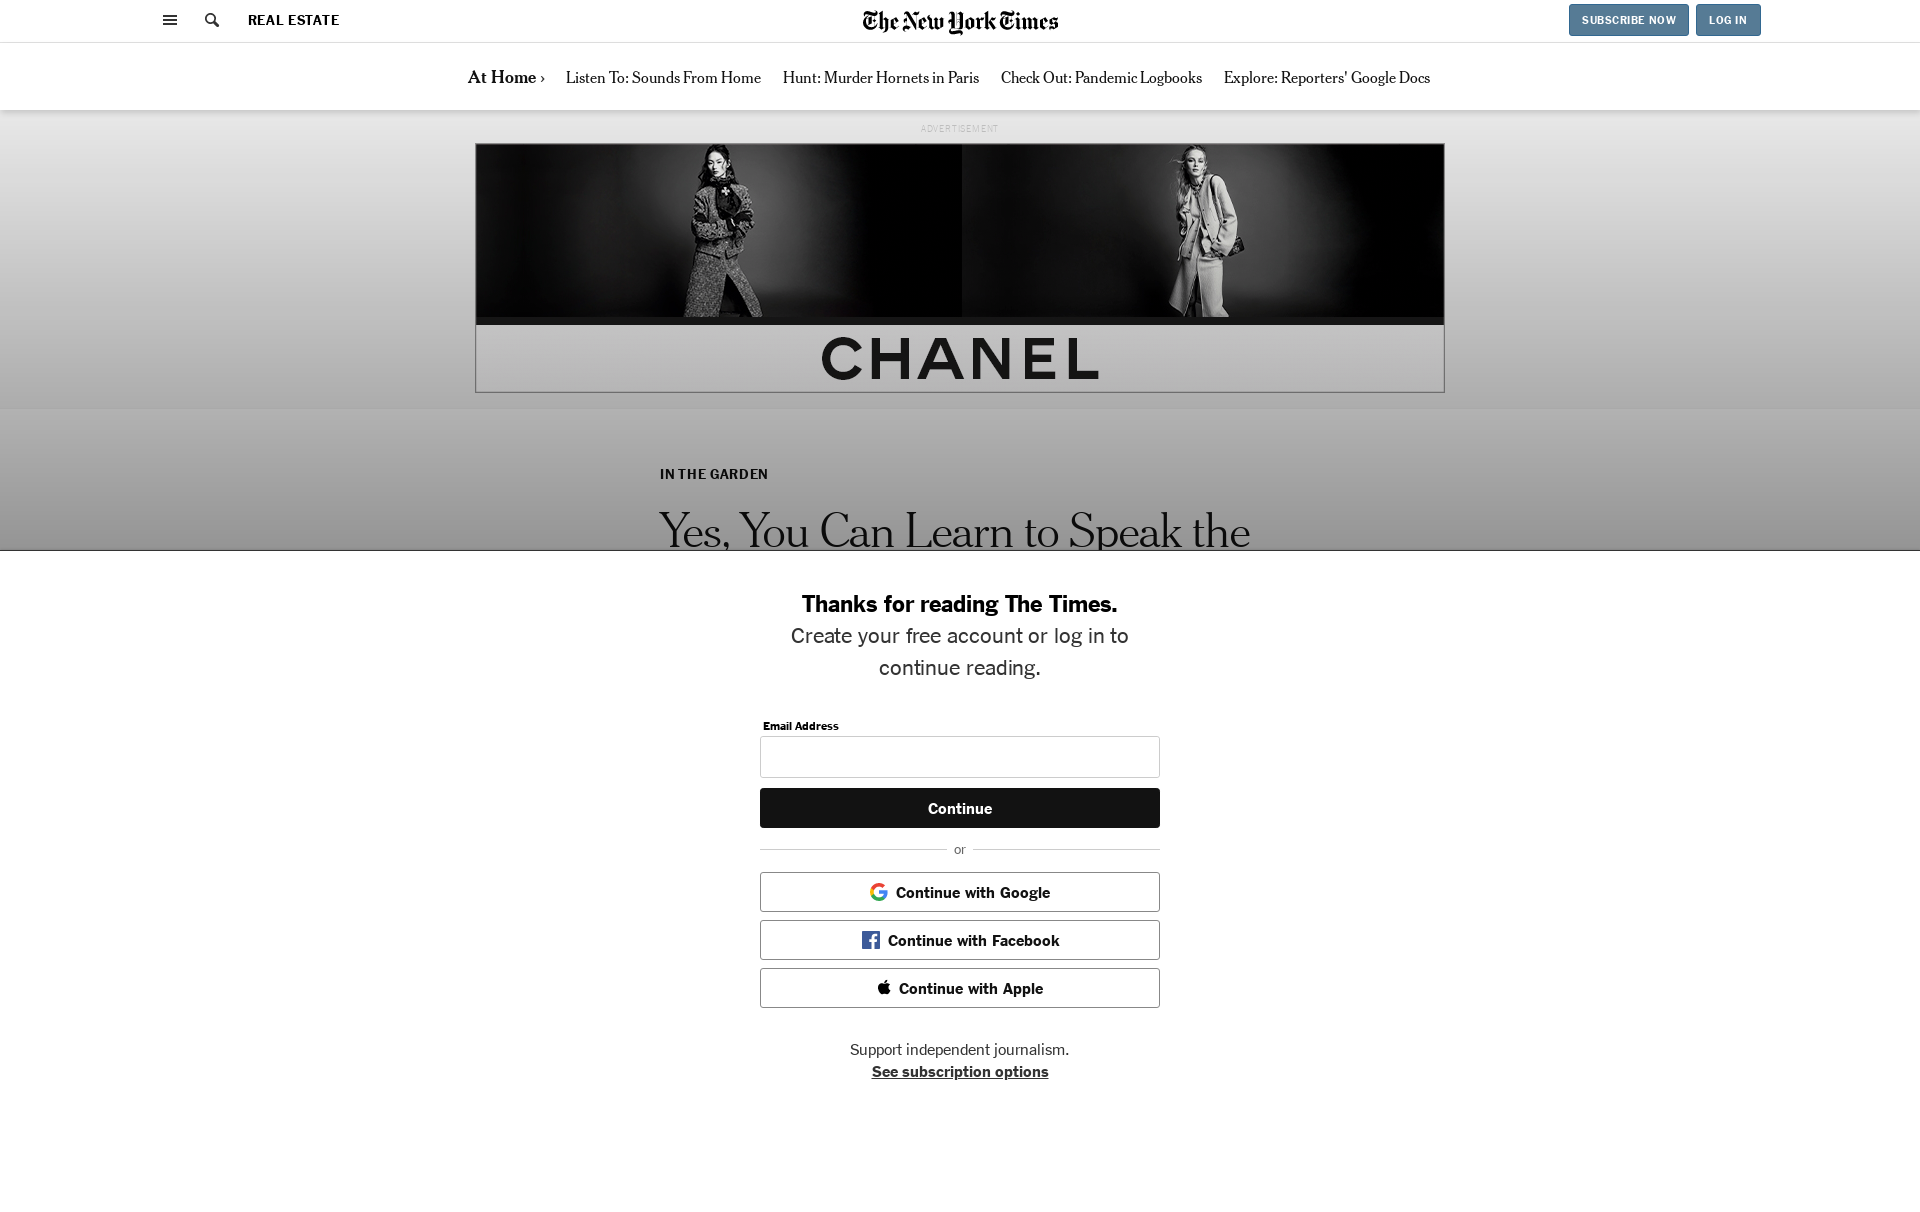 REAL ESTATE
The New York Times
SUBSCRIBE NOW
LOG IN
At Home ›
Listen To: Sounds From Home
Hunt: Murder Hornets in Paris
Check Out: Pandemic Logbooks
Explore: Reporters' Google Docs
ADVERTISEMENT
CHANEL
IN THE GARDEN
Yes, You Can Learn to Speak the
Thanks for reading The Times.
Create your free account or log in to
continue reading.
Email Address
Continue
or
Continue with Google
Continue with Facebook
Continue with Apple
Support independent journalism.
See subscription options